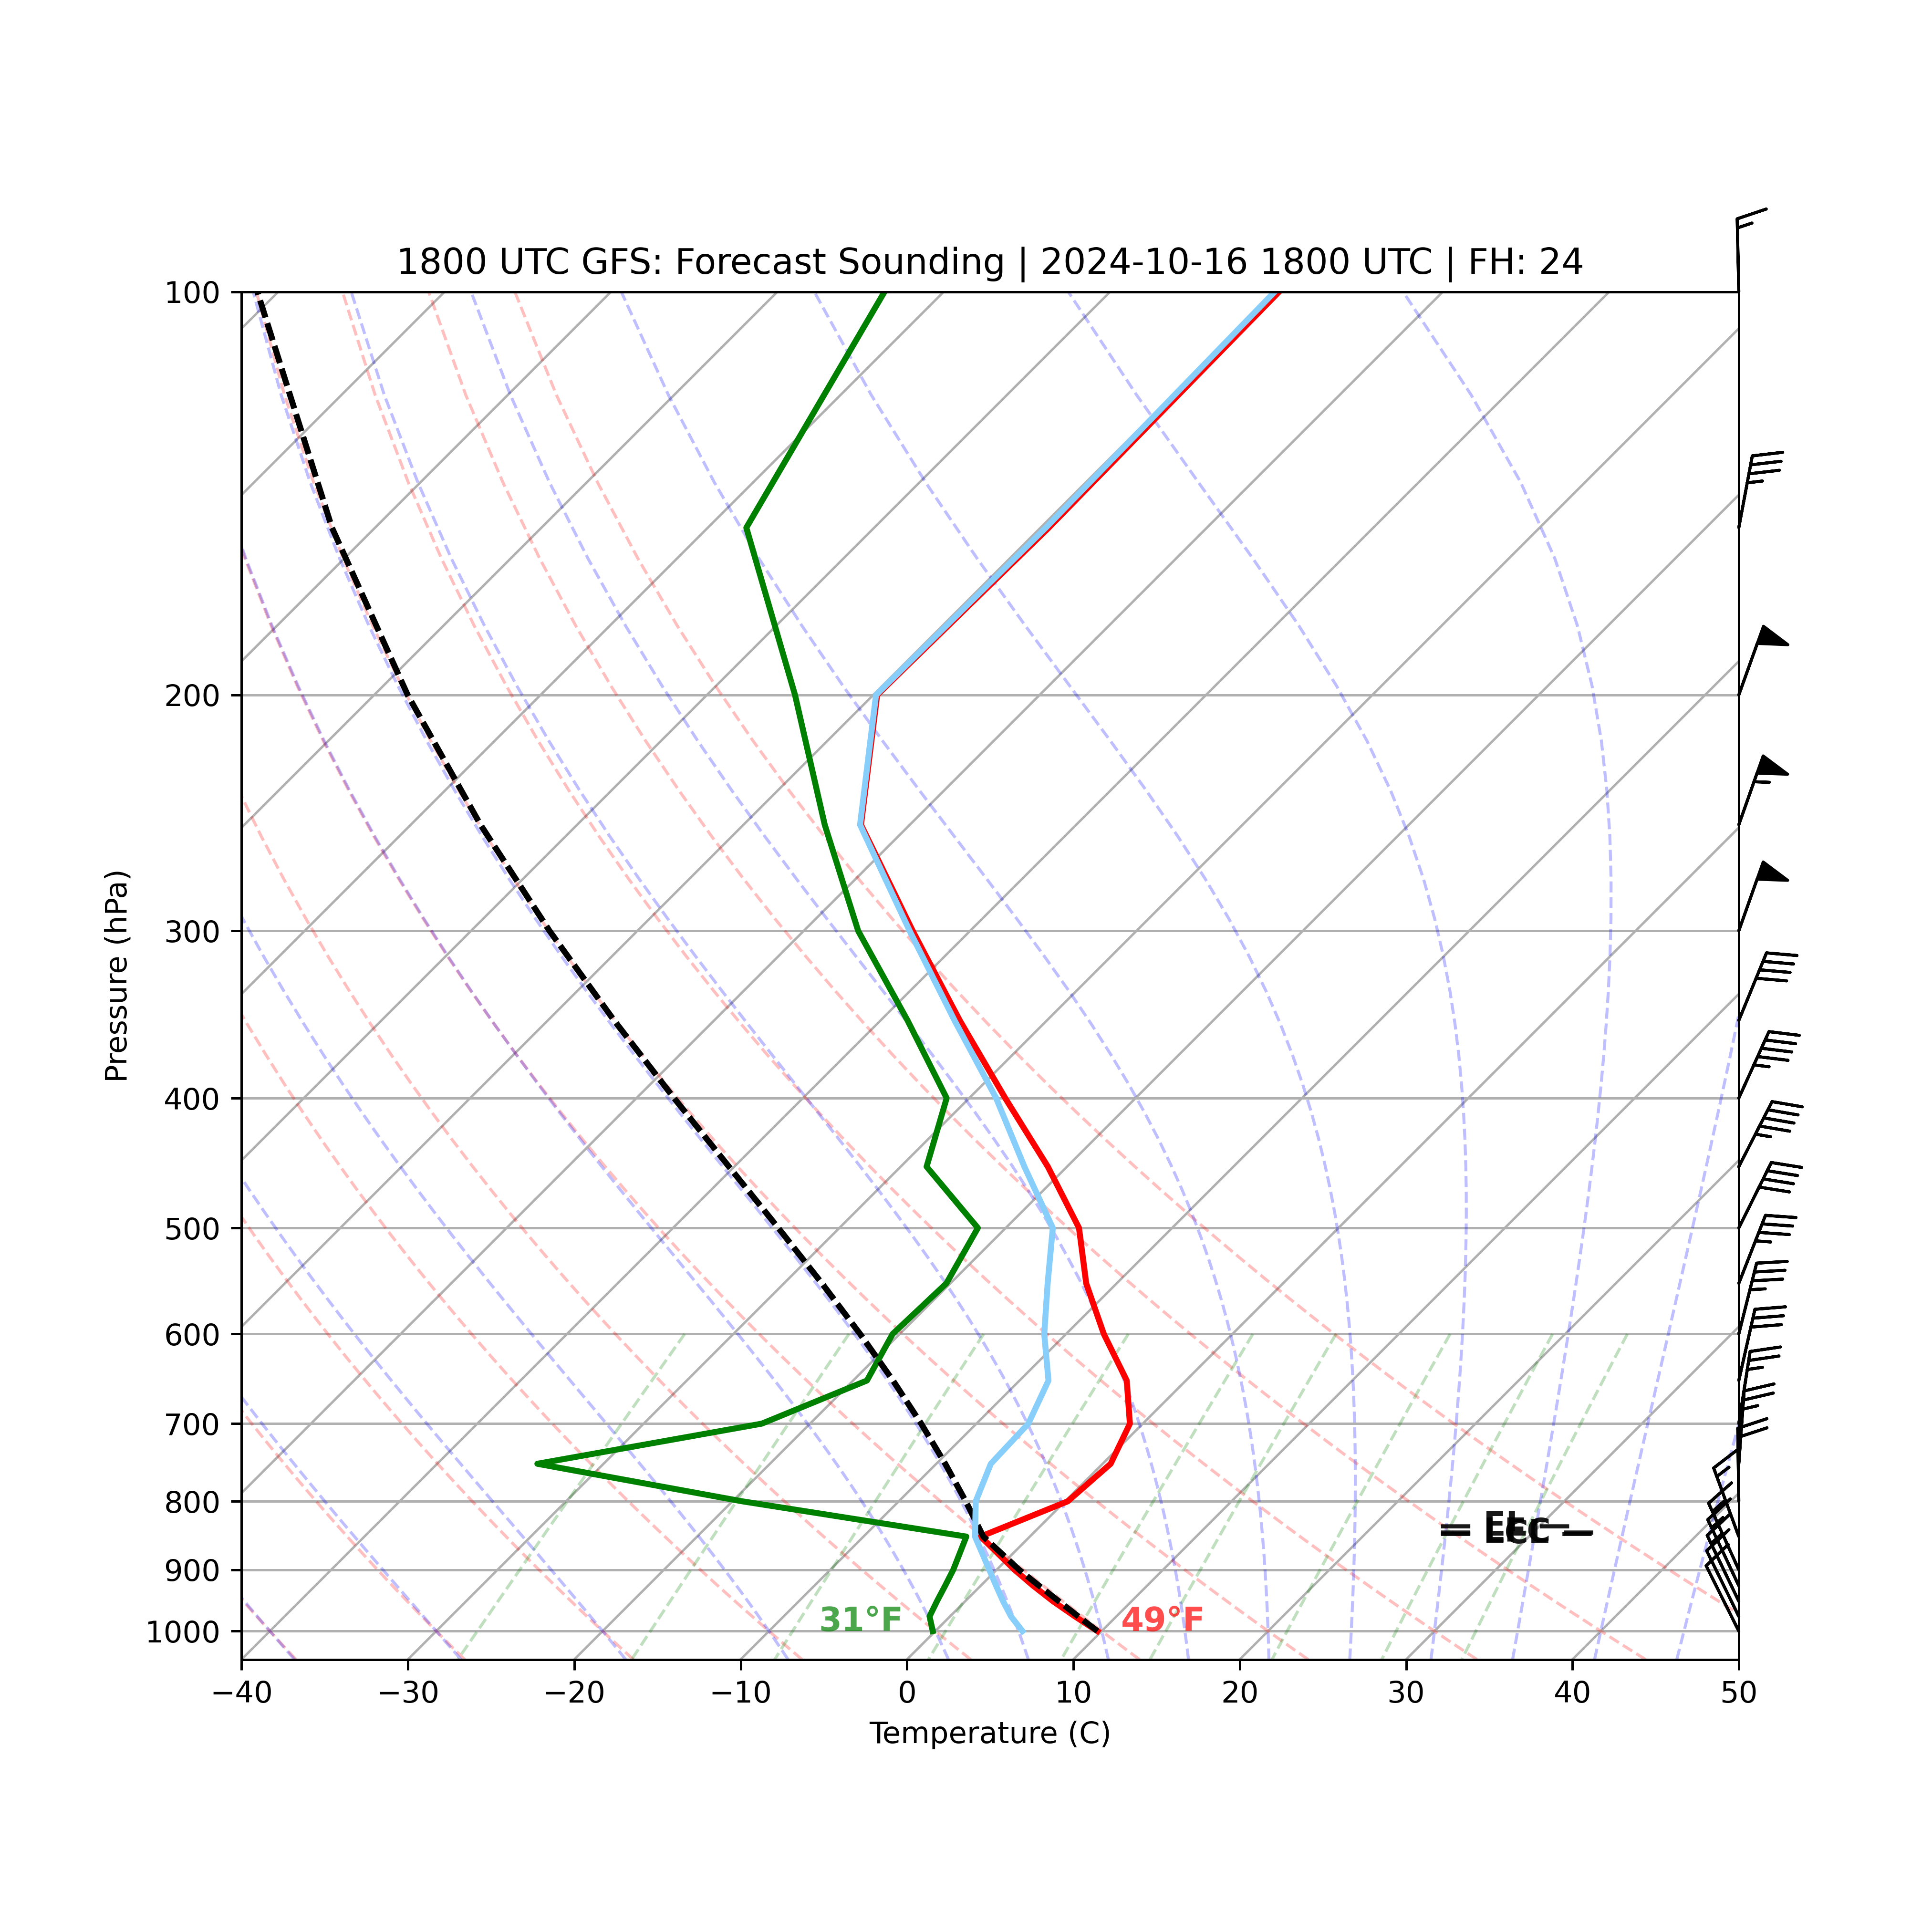 1800 UTC GFS: Forecast Sounding | 2024-10-16 1800 UTC | FH: 24
100
200
300
400
500
600
700
800
900
1000
Pressure (hPa)
31°F
49°F
−40 −30 −20 −10 0 10 20 30 40 50
Temperature (C)